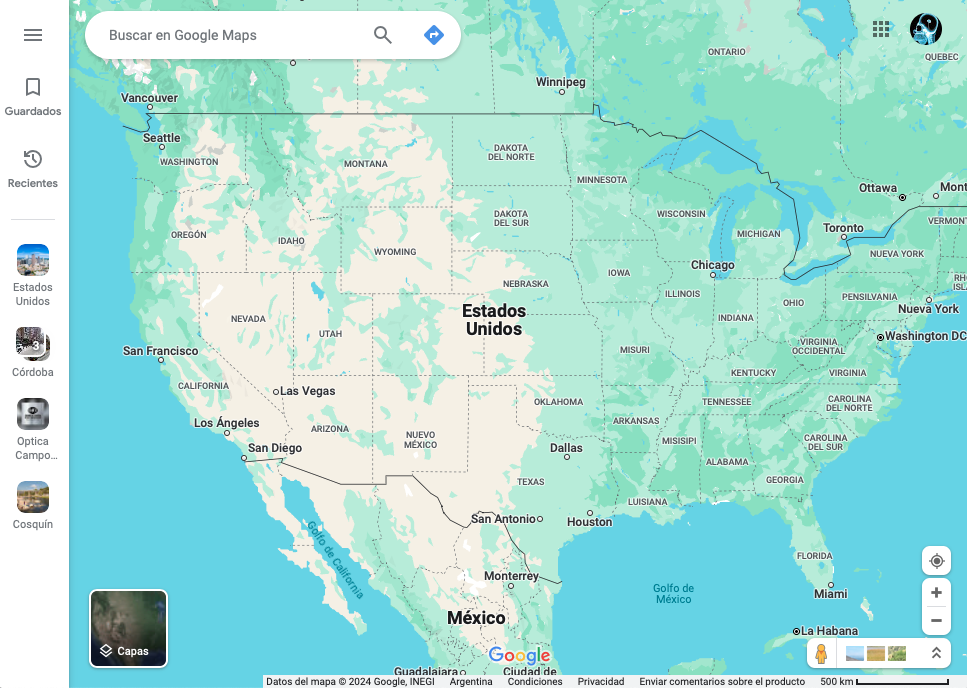 Buscar en Google Maps
Guardados
Recientes
Estados
Unidos
3
Córdoba
Optica
Campo…
Cosquín
ONTARIO
QUEBEC
Winnipeg
Vancouver
Seattle
WASHINGTON
MONTANA
DAKOTA
DEL NORTE
MINNESOTA
Ottawa
Mont
OREGÓN
IDAHO
WYOMING
DAKOTA
DEL SUR
WISCONSIN
MICHIGAN
Toronto
VERMONT
NUEVA YORK
Chicago
IOWA
NEBRASKA
ILLINOIS
INDIANA
OHIO
PENSILVANIA
RH
ISL
Nueva York
NEVADA
UTAH
Estados
Unidos
Washington DC
MISURI
VIRGINIA
OCCIDENTAL
San Francisco
CALIFORNIA
Las Vegas
KENTUCKY
VIRGINIA
OKLAHOMA
TENNESSEE
CAROLINA
DEL NORTE
Los Ángeles
ARIZONA
NUEVO
MÉXICO
ARKANSAS
San Diego
Dallas
MISISIPI
CAROLINA
DEL SUR
ALABAMA
GEORGIA
TEXAS
LUISIANA
San Antonio
Houston
Golfo de California
FLORIDA
Monterrey
Golfo de
México
Miami
México
La Habana
Capas
Google
Guadalajara
Ciudad de
Datos del mapa © 2024 Google, INEGI
Argentina
Condiciones
Privacidad
Enviar comentarios sobre el producto
500 km